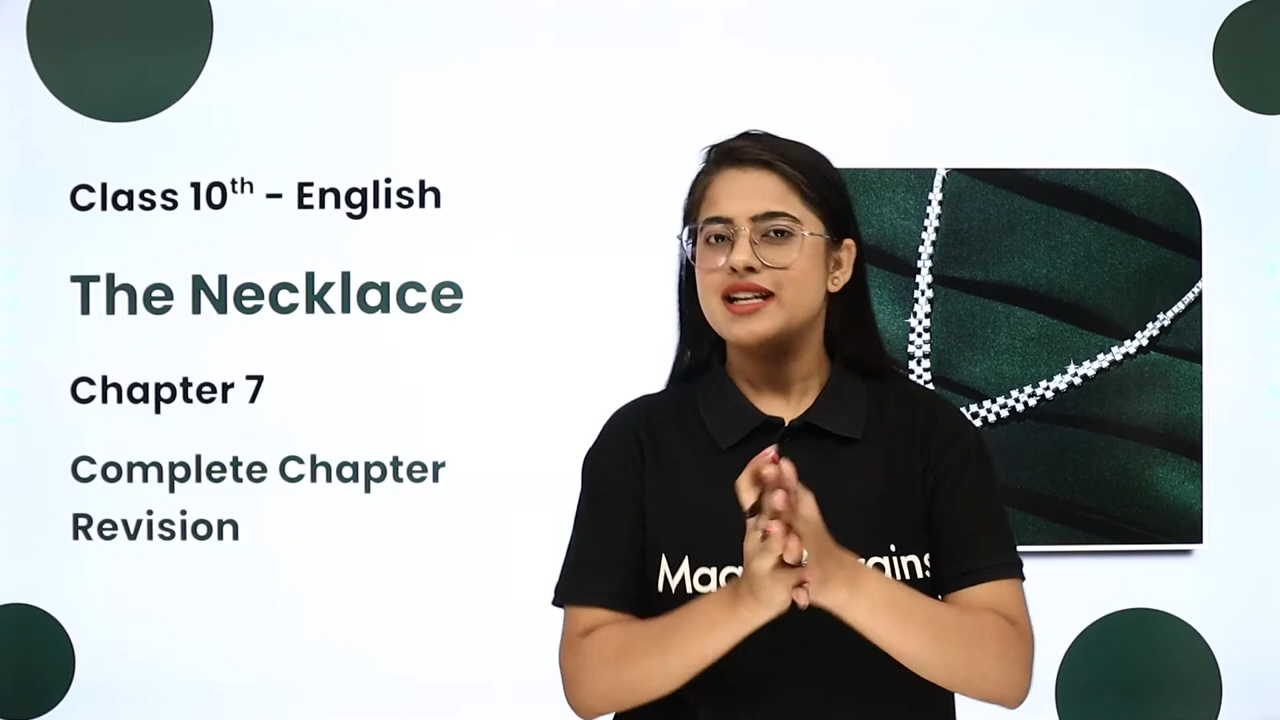 Class 10th - English
The Necklace
Chapter 7
Complete Chapter
Revision